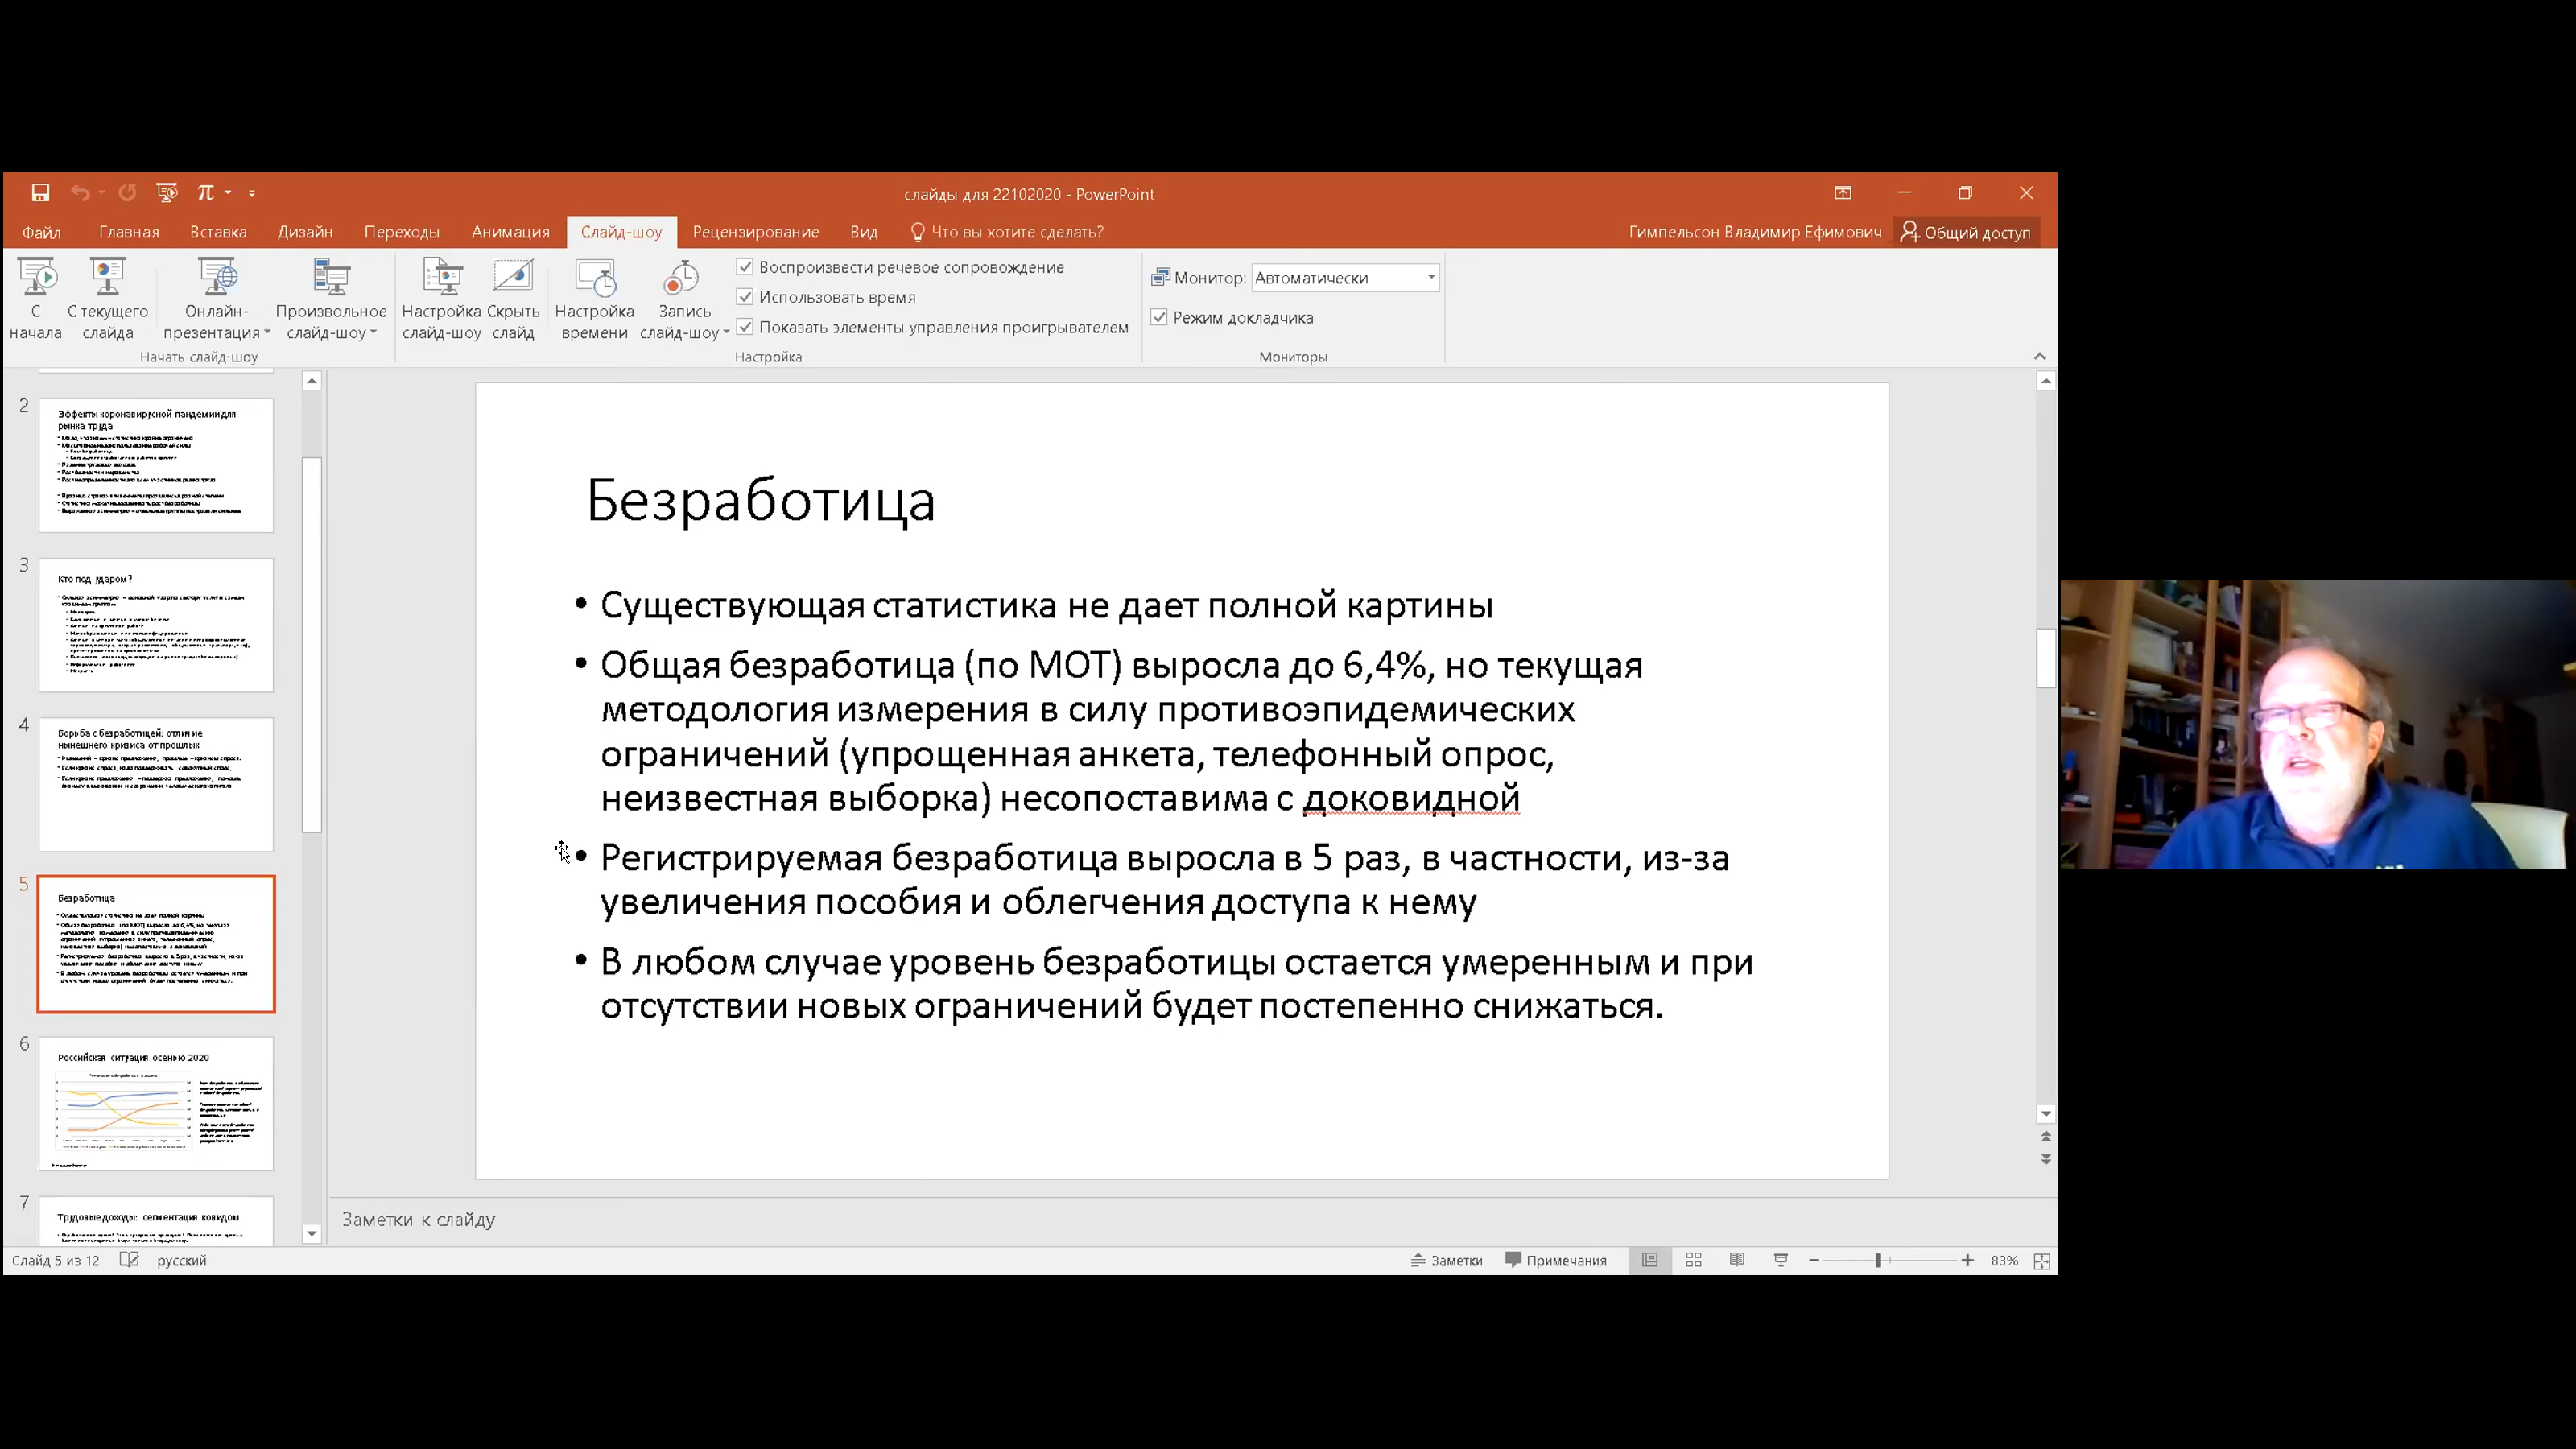 слайды для 22102020 - PowerPoint
Файл Главная Вставка Дизайн Переходы Анимация Слайд-шоу Рецензирование Вид Что вы хотите сделать? Гимпельсон Владимир Ефимович Общий доступ
С начала
С текущего слайда
Онлайн-презентация
Произвольное слайд-шоу
Начать слайд-шоу
Настройка слайд-шоу
Скрыть слайд
Настройка времени
Запись слайд-шоу
Воспроизвести речевое сопровождение
Использовать время
Показать элементы управления проигрывателем
Настройка
Монитор: Автоматически
Режим докладчика
Мониторы
2
Эффекты коронавирусной пандемии для
рынка труда
3
Кто под ударом?
4
Борьба с безработицей: отличие
нынешнего кризиса от прошлых
5
Безработица
6
Российская ситуация осенью 2020
7
Трудовые доходы: сегментация ковидом
Безработица
• Существующая статистика не дает полной картины
• Общая безработица (по МОТ) выросла до 6,4%, но текущая
методология измерения в силу противоэпидемических
ограничений (упрощенная анкета, телефонный опрос,
неизвестная выборка) несопоставима с доковидной
• Регистрируемая безработица выросла в 5 раз, в частности, из-за
увеличения пособия и облегчения доступа к нему
• В любом случае уровень безработицы остается умеренным и при
отсутствии новых ограничений будет постепенно снижаться.
Заметки к слайду
Слайд 5 из 12 русский Заметки Примечания 83%